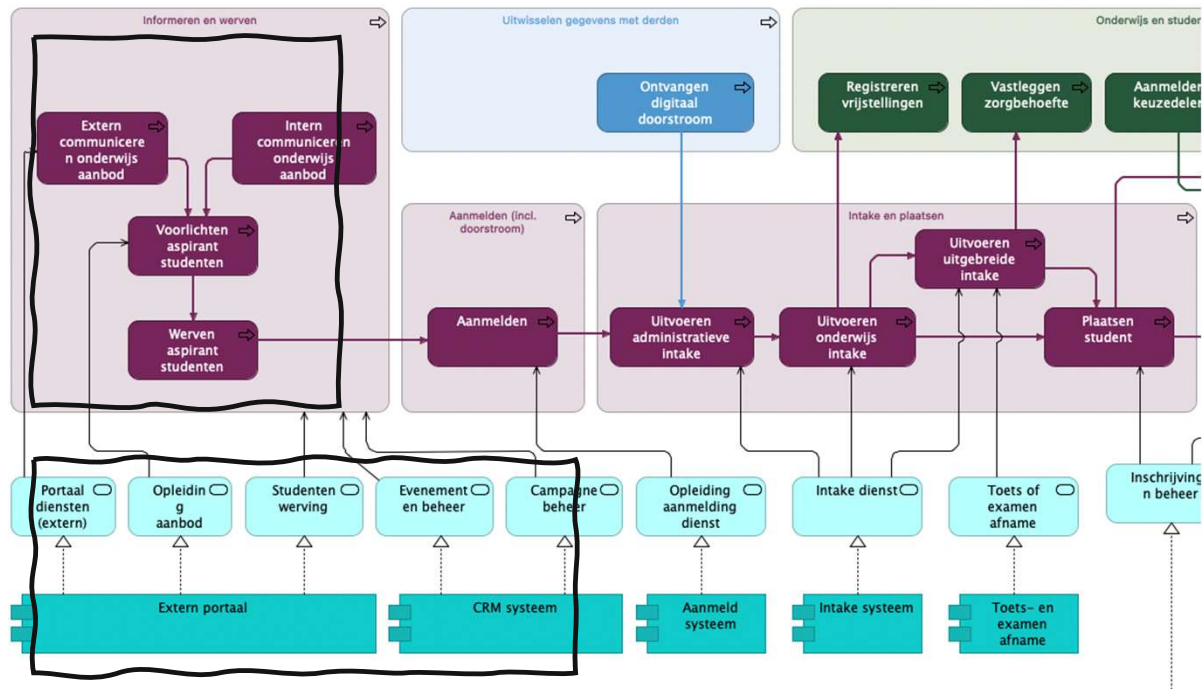 Informeren en werven
Uitwisselen gegevens met derden
Onderwijs en studen
Extern
communicere
n onderwijs
aanbod
Intern
communiceren
onderwijs
aanbod
Ontvangen
digitaal
doorstroom
Registreren
vrijstellingen
Vastleggen
zorgbehoefte
Aanmelden
keuzedelen
Voorlichten
aspirant
studenten
Aanmelden (incl.
doorstroom)
Intake en plaatsen
Uitvoeren
uitgebreide
intake
Werven
aspirant
studenten
Aanmelden
Uitvoeren
administratieve
intake
Uitvoeren
onderwijs
intake
Plaatsen
student
Portaal
diensten
(extern)
Opleidin
g
aanbod
Studenten
werving
Evenement
en beheer
Campagne
beheer
Opleiding
aanmelding
dienst
Intake dienst
Toets of
examen
afname
Inschrijving
n beheer
Extern portaal
CRM systeem
Aanmeld
systeem
Intake systeem
Toets- en
examen
afname